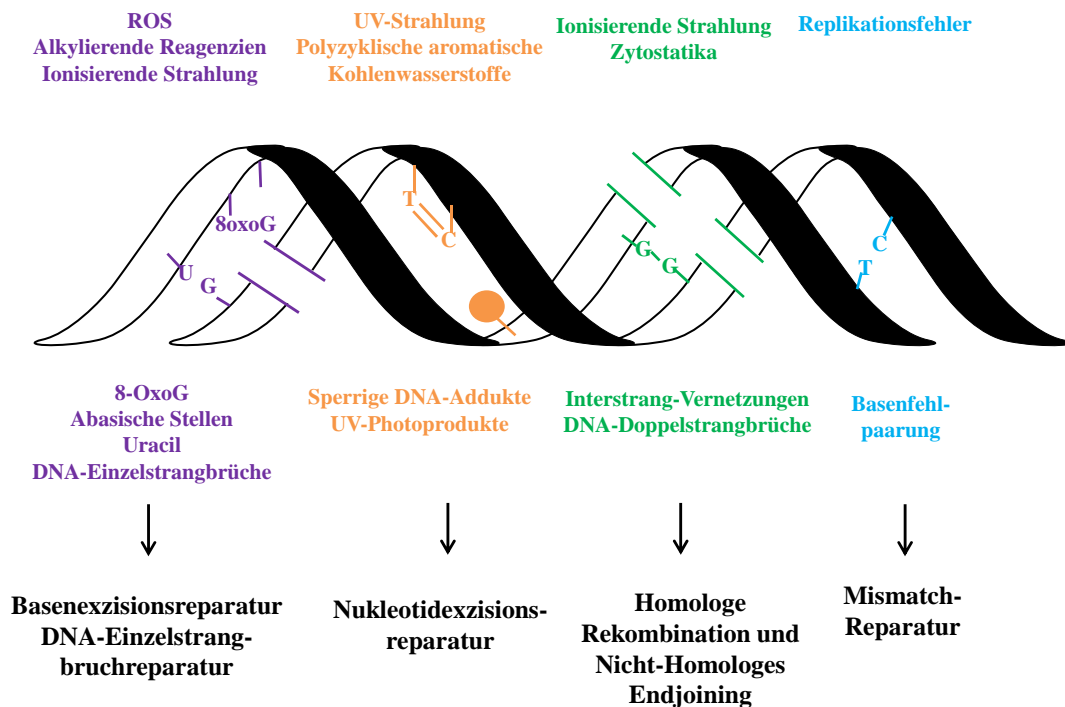 ROS
Alkylierende Reagenzien
Ionisierende Strahlung
UV-Strahlung
Polyzyklische aromatische
Kohlenwasserstoffe
Ionisierende Strahlung
Zytostatika
Replikationsfehler
8oxoG
U
G
T
C
G
G
C
T
8-OxoG
Abasische Stellen
Uracil
DNA-Einzelstrangbrüche
Sperrige DNA-Addukte
UV-Photoprodukte
Interstrang-Vernetzungen
DNA-Doppelstrangbrüche
Basenfehl-
paarung
Basenexzisionsreparatur
DNA-Einzelstrang-
bruchreparatur
Nukleotidexzisions-
reparatur
Homologe
Rekombination und
Nicht-Homologes
Endjoining
Mismatch-
Reparatur